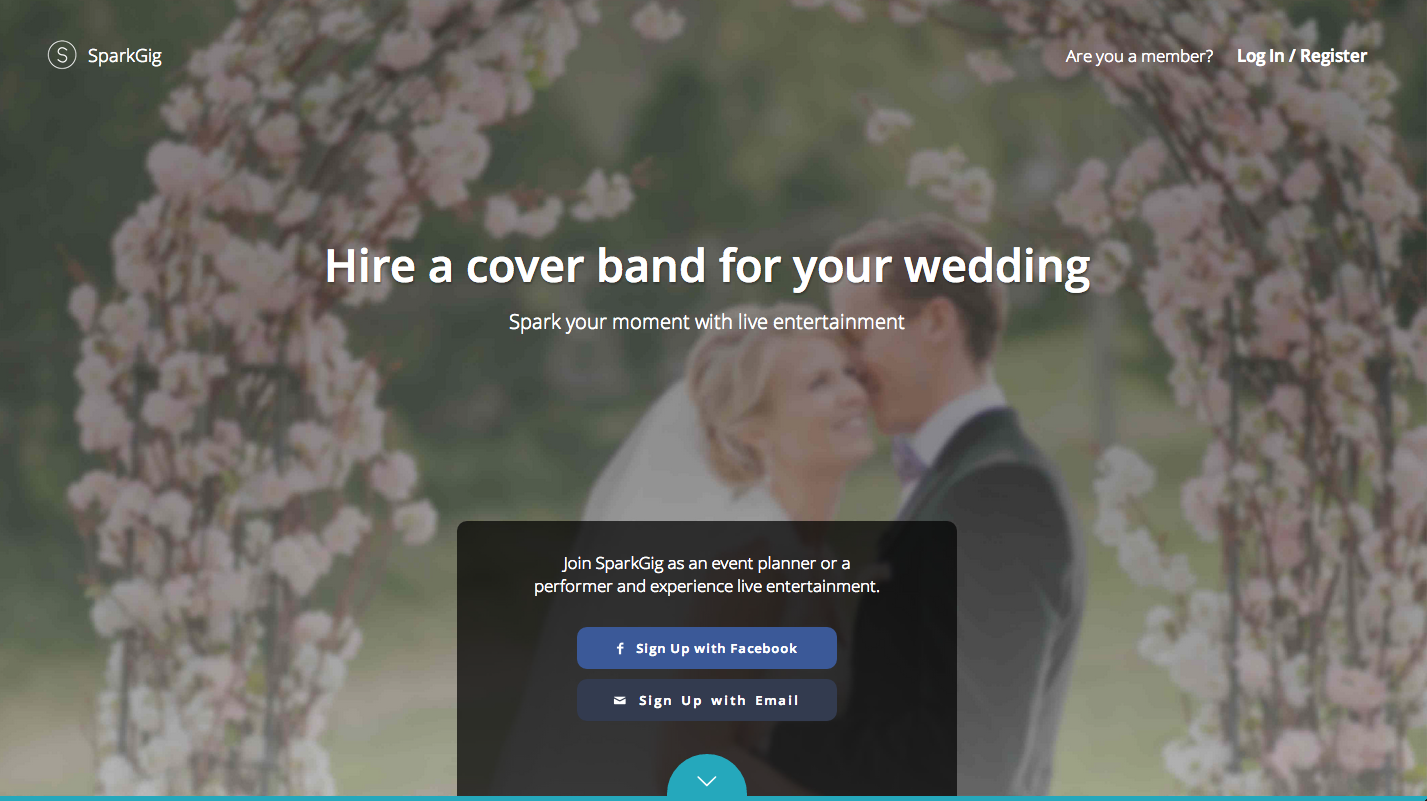 S SparkGig
Are you a member? Log In / Register
Hire a cover band for your wedding
Spark your moment with live entertainment
Join SparkGig as an event planner or a
performer and experience live entertainment.
f Sign Up with Facebook
Sign Up with Email